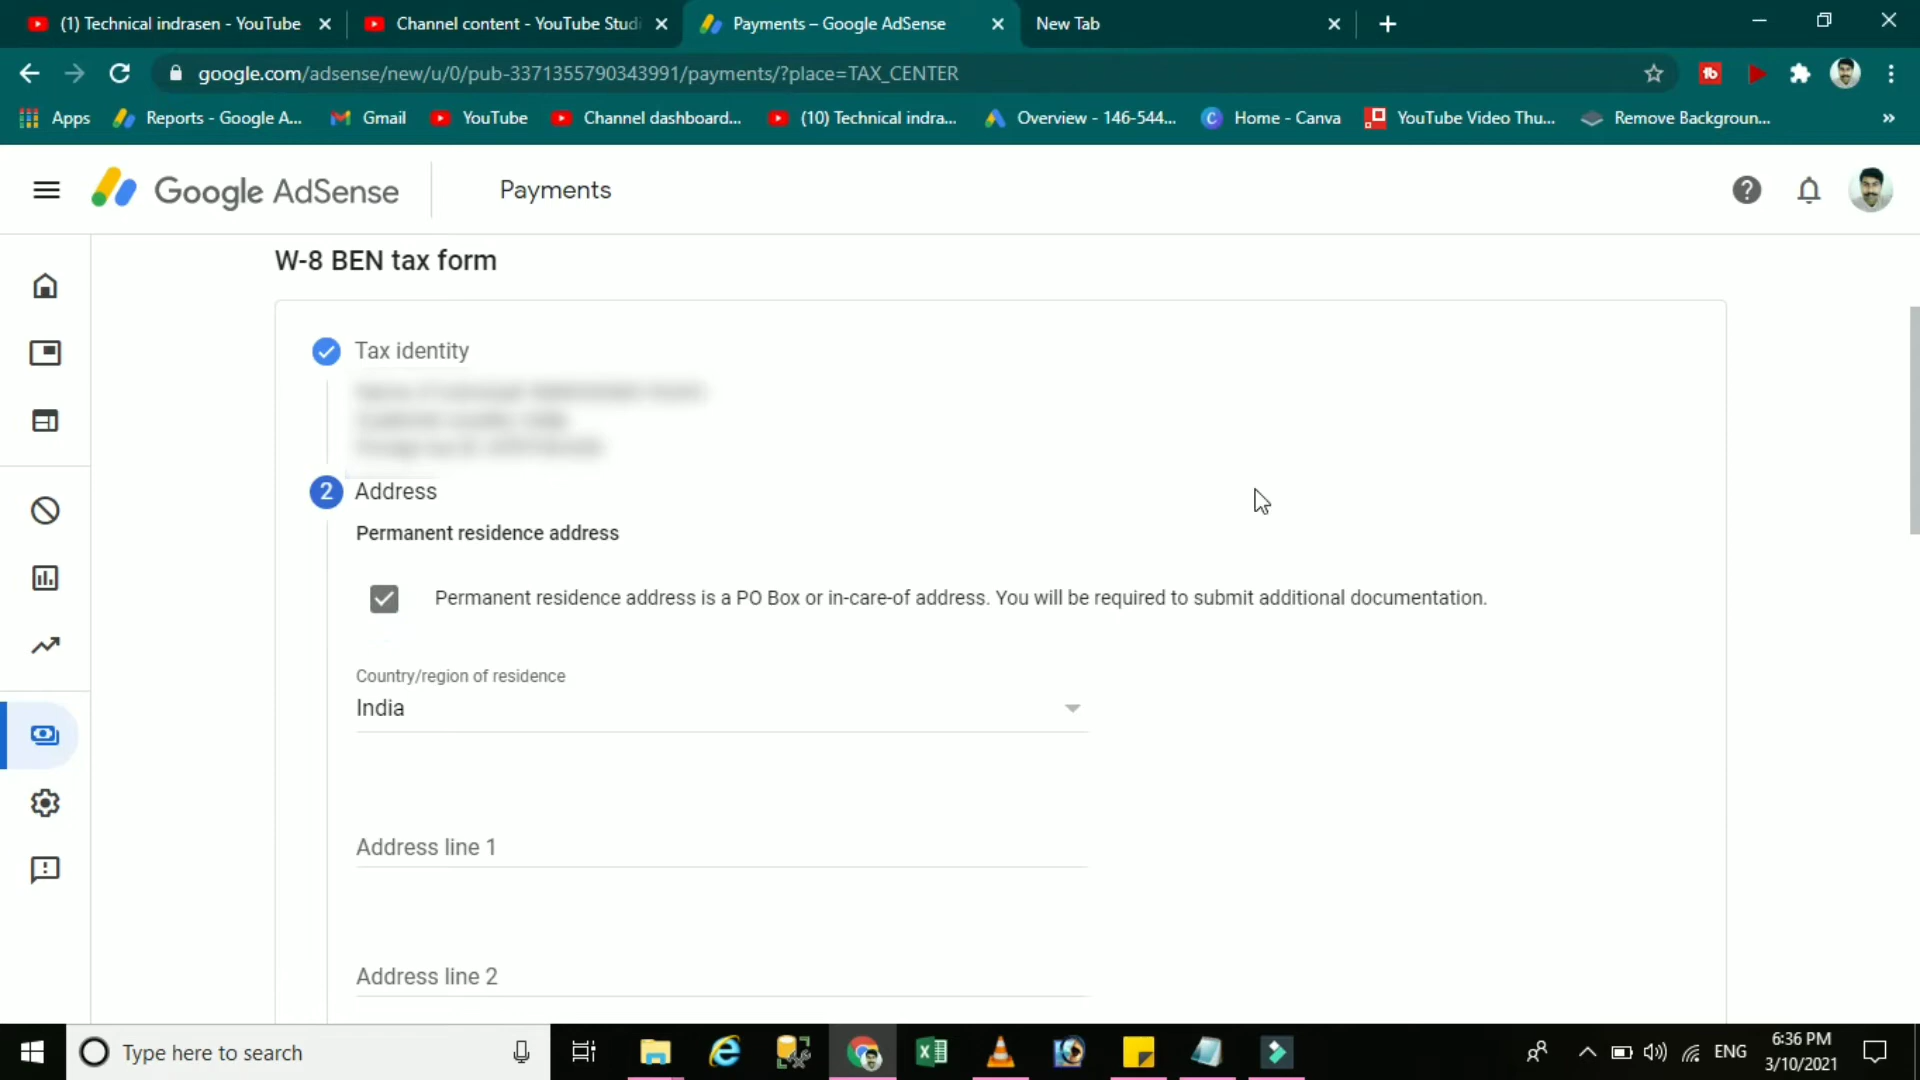 (1) Technical indrasen - YouTube
Channel content - YouTube Studi
Payments – Google AdSense
New Tab
google.com/adsense/new/u/0/pub-3371355790343991/payments/?place=TAX_CENTER
Apps
Reports - Google A...
Gmail
YouTube
Channel dashboard...
(10) Technical indra...
Overview - 146-544...
Home - Canva
YouTube Video Thu...
Remove Backgroun...
»
Google AdSense
Payments
W-8 BEN tax form
Tax identity
2 Address
Permanent residence address
Permanent residence address is a PO Box or in-care-of address. You will be required to submit additional documentation.
Country/region of residence
India
Address line 1
Address line 2
Type here to search
ENG
6:36 PM
3/10/2021